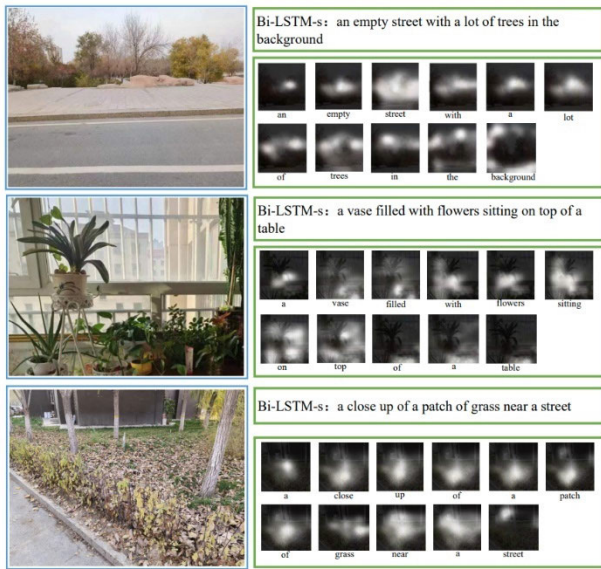 Bi-LSTM-s: an empty street with a lot of trees in the
background
an empty street with a lot
of trees in the background
Bi-LSTM-s: a vase filled with flowers sitting on top of a
table
a vase filled with flowers sitting
on top of a table
Bi-LSTM-s: a close up of a patch of grass near a street
a close up of a patch
of grass near a street